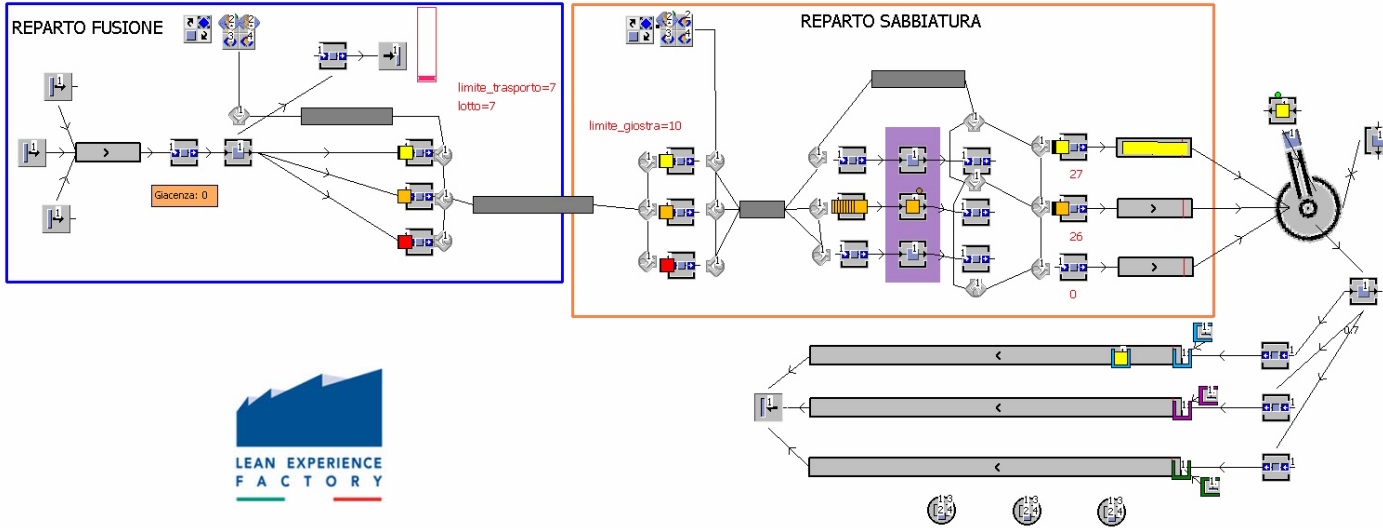 REPARTO FUSIONE
REPARTO SABBIATURA
limite_trasporto=7
lotto=7
limite_giostra=10
Giacenza: 0
27
26
0
0.7
LEAN EXPERIENCE
FACTORY